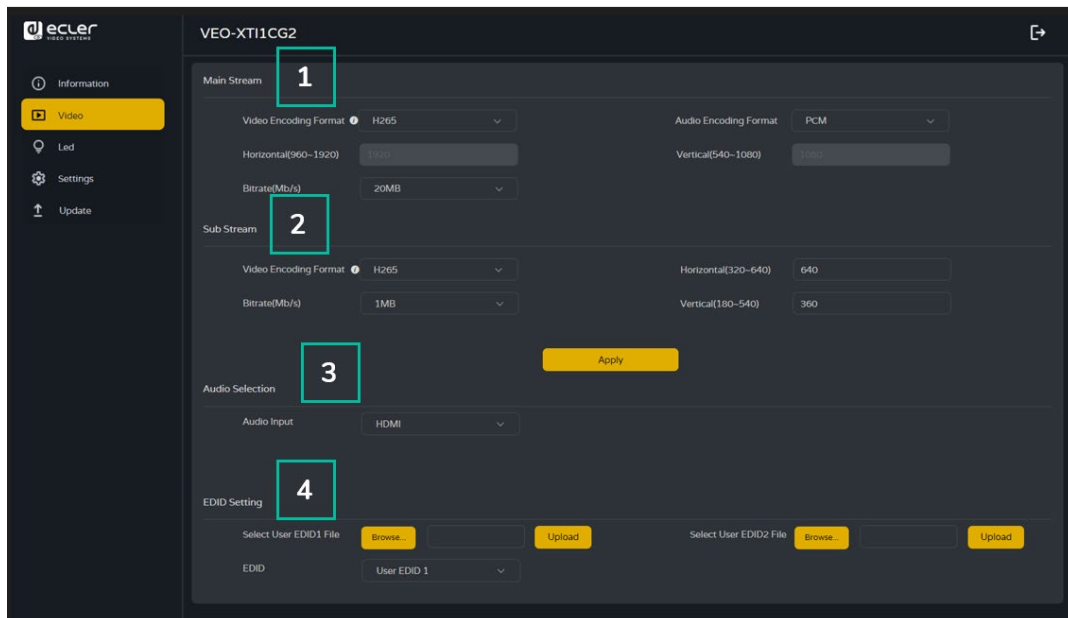 ecler
VIDEO SYSTEMS
VEO-XTI1CG2
Information
Video
Led
Settings
Update
Main Stream 1
Video Encoding Format H265 Audio Encoding Format PCM
Horizontal(960~1920) 1920 Vertical(540~1080) 1080
Bitrate(Mb/s) 20MB
Sub Stream 2
Video Encoding Format H265 Horizontal(320~640) 640
Bitrate(Mb/s) 1MB Vertical(180~540) 360
Apply
Audio Selection 3
Audio Input HDMI
EDID Setting 4
Select User EDID1 File Browse... Upload Select User EDID2 File Browse... Upload
EDID User EDID 1